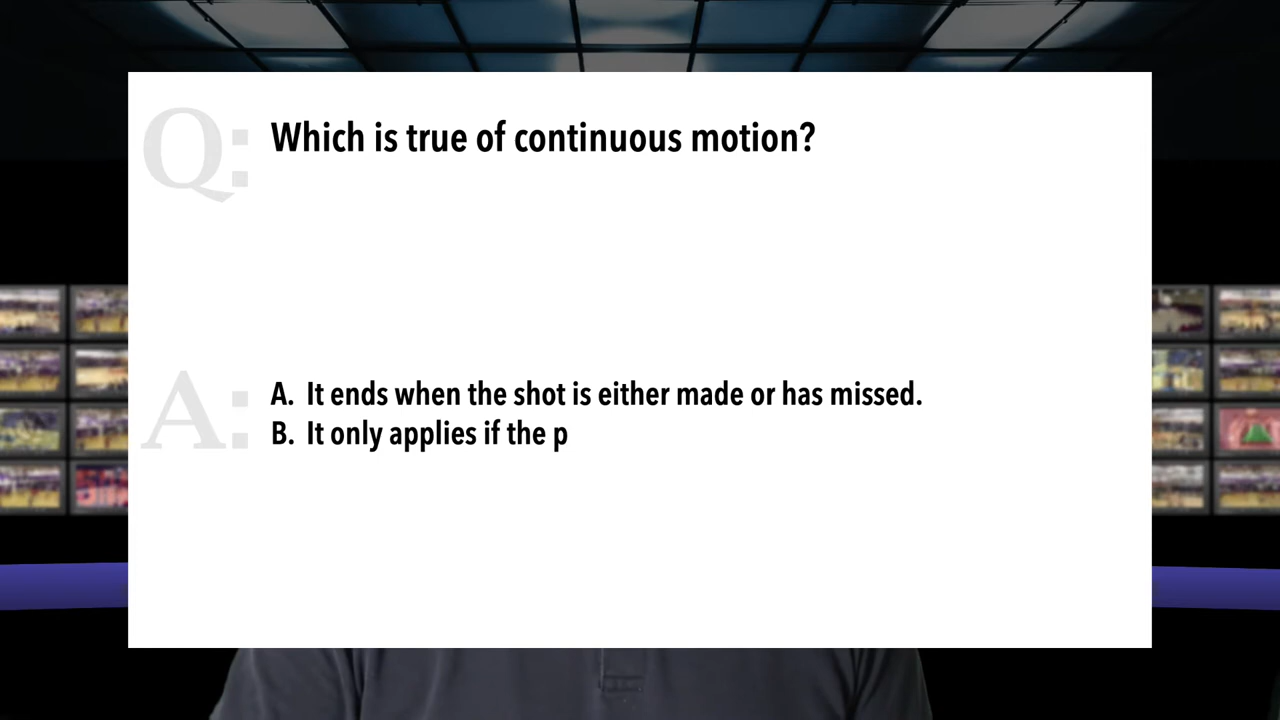 Q: Which is true of continuous motion?
A: A. It ends when the shot is either made or has missed.
B. It only applies if the p